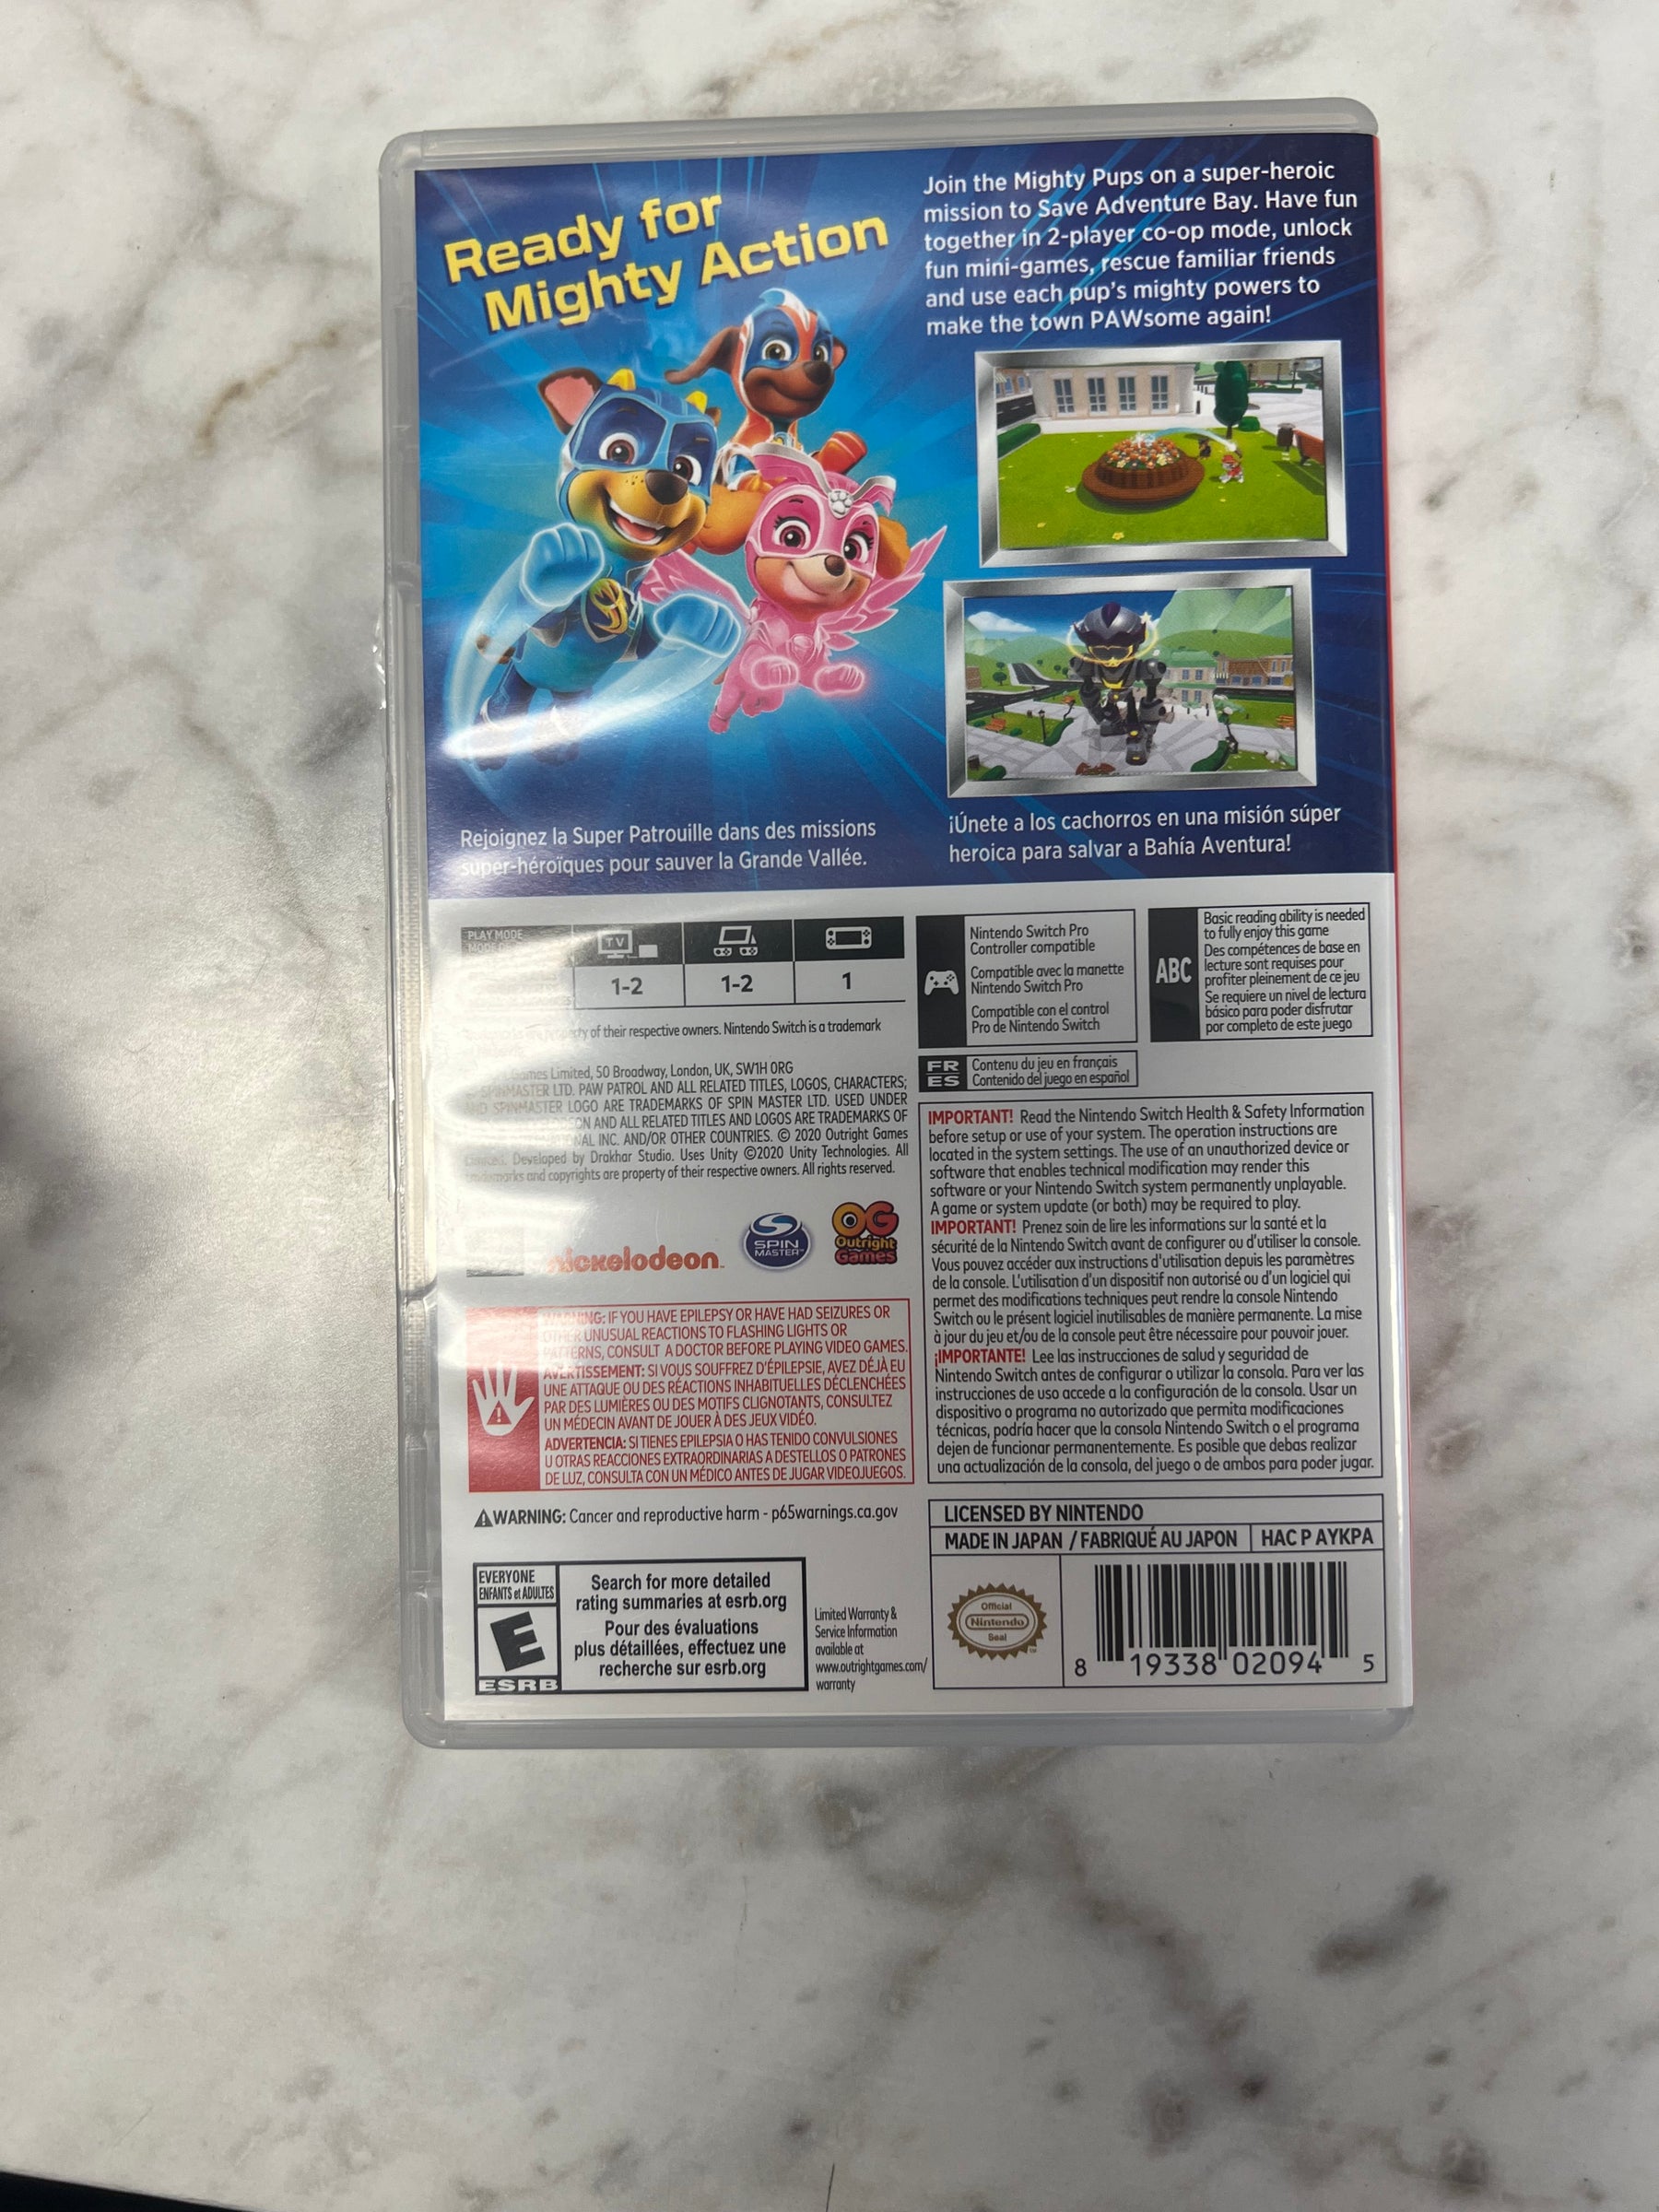 Ready for
Mighty Action
Join the Mighty Pups on a super-heroic
mission to Save Adventure Bay. Have fun
together in 2-player co-op mode, unlock
fun mini-games, rescue familiar friends
and use each pup's mighty powers to
make the town PAWsome again!
Rejoignez la Super Patrouille dans des missions
super-héroïques pour sauver la Grande Vallée.
¡Únete a los cachorros en una misión súper
heroica para salvar a Bahía Aventura!
PLAY MODE
MODE
TV
1-2
1-2
1
Nintendo Switch Pro
Controller compatible
Compatible avec la manette
Nintendo Switch Pro
Compatible con el control
Pro de Nintendo Switch
ABC
Basic reading ability is needed
to fully enjoy this game
Des compétences de base en
lecture sont requises pour
profiter pleinement de ce jeu
Se requiere un nivel de lectura
básico para poder disfrutar
por completo de este juego
FR
ES
Contenu du jeu en français
Contenido del juego en español
of their respective owners. Nintendo Switch is a trademark
Games Limited, 50 Broadway, London, UK, SW1H 0RG
SPINMASTER LTD. PAW PATROL AND ALL RELATED TITLES, LOGOS, CHARACTERS;
AND SPINMASTER LOGO ARE TRADEMARKS OF SPIN MASTER LTD. USED UNDER
AND ALL RELATED TITLES AND LOGOS ARE TRADEMARKS OF
INC. AND/OR OTHER COUNTRIES. © 2020 Outright Games
Developed by Drakhar Studio. Uses Unity ©2020 Unity Technologies. All
trademarks and copyrights are property of their respective owners. All rights reserved.
nickelodeon™
SPIN
MASTER™
OG
Outright
Games
IMPORTANT! Read the Nintendo Switch Health & Safety Information
before setup or use of your system. The operation instructions are
located in the system settings. The use of an unauthorized device or
software that enables technical modification may render this
software or your Nintendo Switch system permanently unplayable.
A game or system update (or both) may be required to play.
IMPORTANT! Prenez soin de lire les informations sur la santé et la
sécurité de la Nintendo Switch avant de configurer ou d'utiliser la console.
Vous pouvez accéder aux instructions d'utilisation depuis les paramètres
de la console. L'utilisation d'un dispositif non autorisé ou d'un logiciel qui
permet des modifications techniques peut rendre la console Nintendo
Switch ou le présent logiciel inutilisables de manière permanente. La mise
à jour du jeu et/ou de la console peut être nécessaire pour pouvoir jouer.
¡IMPORTANTE! Lee las instrucciones de salud y seguridad de
Nintendo Switch antes de configurar o utilizar la consola. Para ver las
instrucciones de uso accede a la configuración de la consola. Usar un
dispositivo o programa no autorizado que permita modificaciones
técnicas, podría hacer que la consola Nintendo Switch o el programa
dejen de funcionar permanentemente. Es posible que debas realizar
una actualización de la consola, del juego o de ambos para poder jugar.
WARNING: IF YOU HAVE EPILEPSY OR HAVE HAD SEIZURES OR
OTHER UNUSUAL REACTIONS TO FLASHING LIGHTS OR
PATTERNS, CONSULT A DOCTOR BEFORE PLAYING VIDEO GAMES.
AVERTISSEMENT: SI VOUS SOUFFREZ D'ÉPILEPSIE, AVEZ DÉJÀ EU
UNE ATTAQUE OU DES RÉACTIONS INHABITUELLES DÉCLENCHÉES
PAR DES LUMIÈRES OU DES MOTIFS CLIGNOTANTS, CONSULTEZ
UN MÉDECIN AVANT DE JOUER À DES JEUX VIDÉO.
ADVERTENCIA: SI TIENES EPILEPSIA O HAS TENIDO CONVULSIONES
U OTRAS REACCIONES EXTRAORDINARIAS A DESTELLOS O PATRONES
DE LUZ, CONSULTA CON UN MÉDICO ANTES DE JUGAR VIDEOJUEGOS.
WARNING: Cancer and reproductive harm - p65warnings.ca.gov
EVERYONE
ENFANTS et ADULTES
E
ESRB
Search for more detailed
rating summaries at esrb.org
Pour des évaluations
plus détaillées, effectuez une
recherche sur esrb.org
Limited Warranty &
Service Information
available at
www.outrightgames.com/
warranty
LICENSED BY NINTENDO
MADE IN JAPAN / FABRIQUÉ AU JAPON
HAC P AYKPA
Official
Nintendo
Seal
8 19338 02094 5